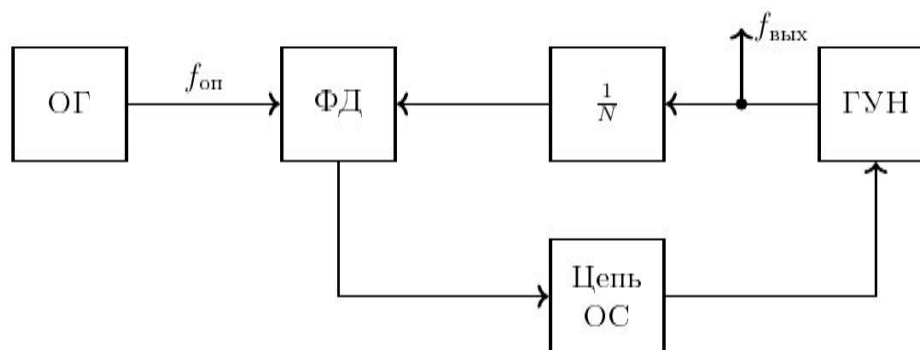 ОГ
f_оп
ФД
1/N
f_вых
ГУН
Цепь
ОС